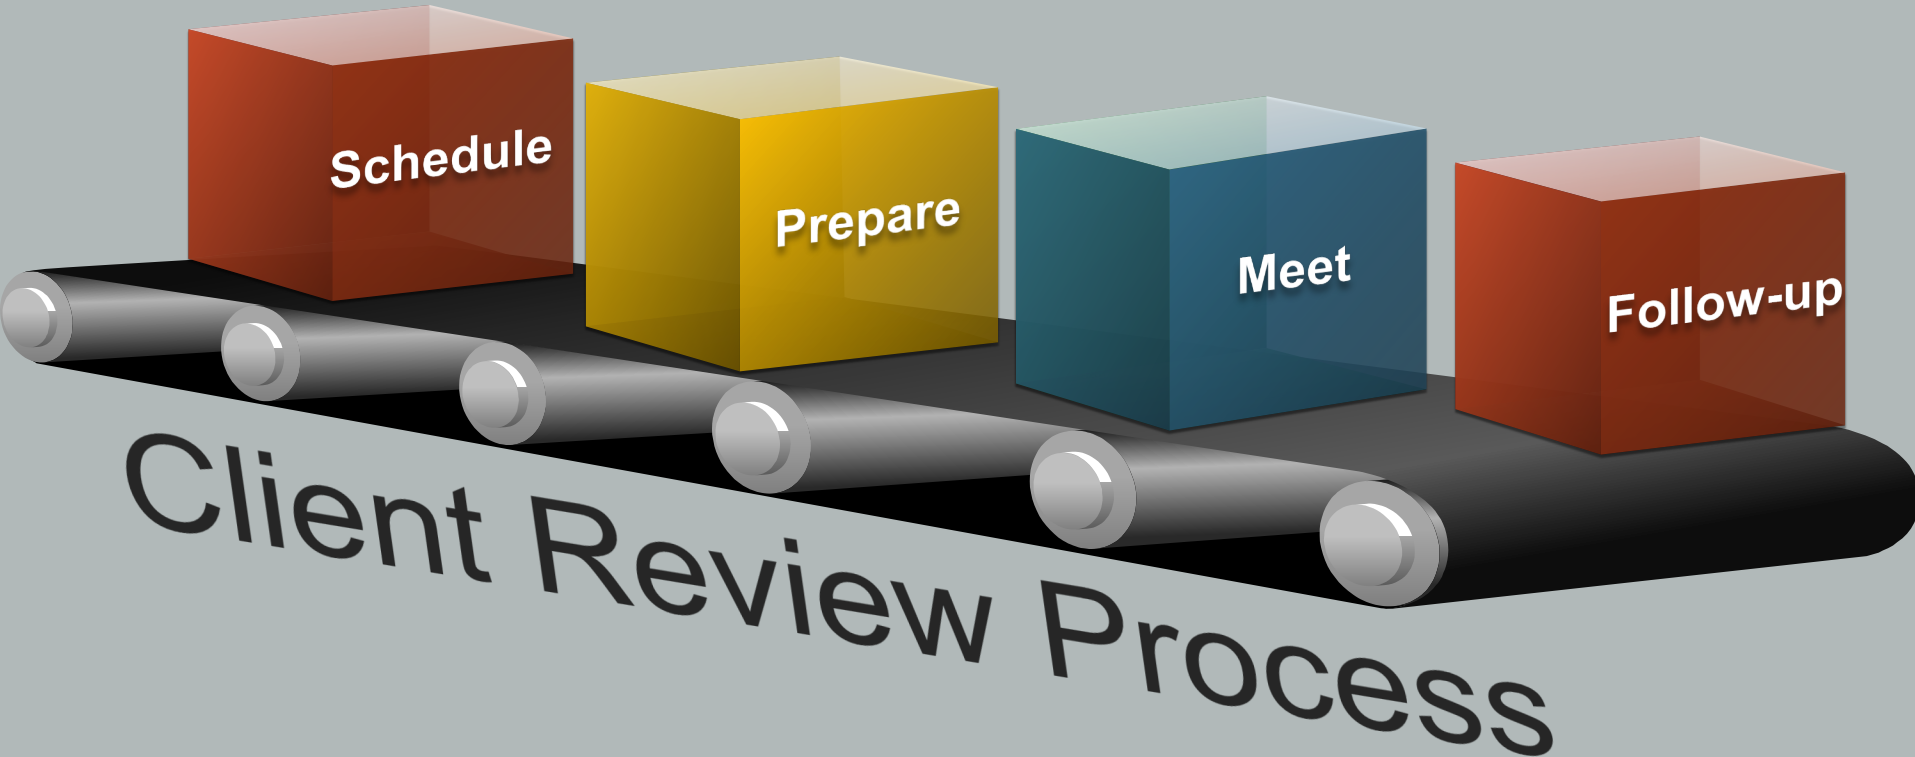 Schedule
Prepare
Meet
Follow-up
Client Review Process